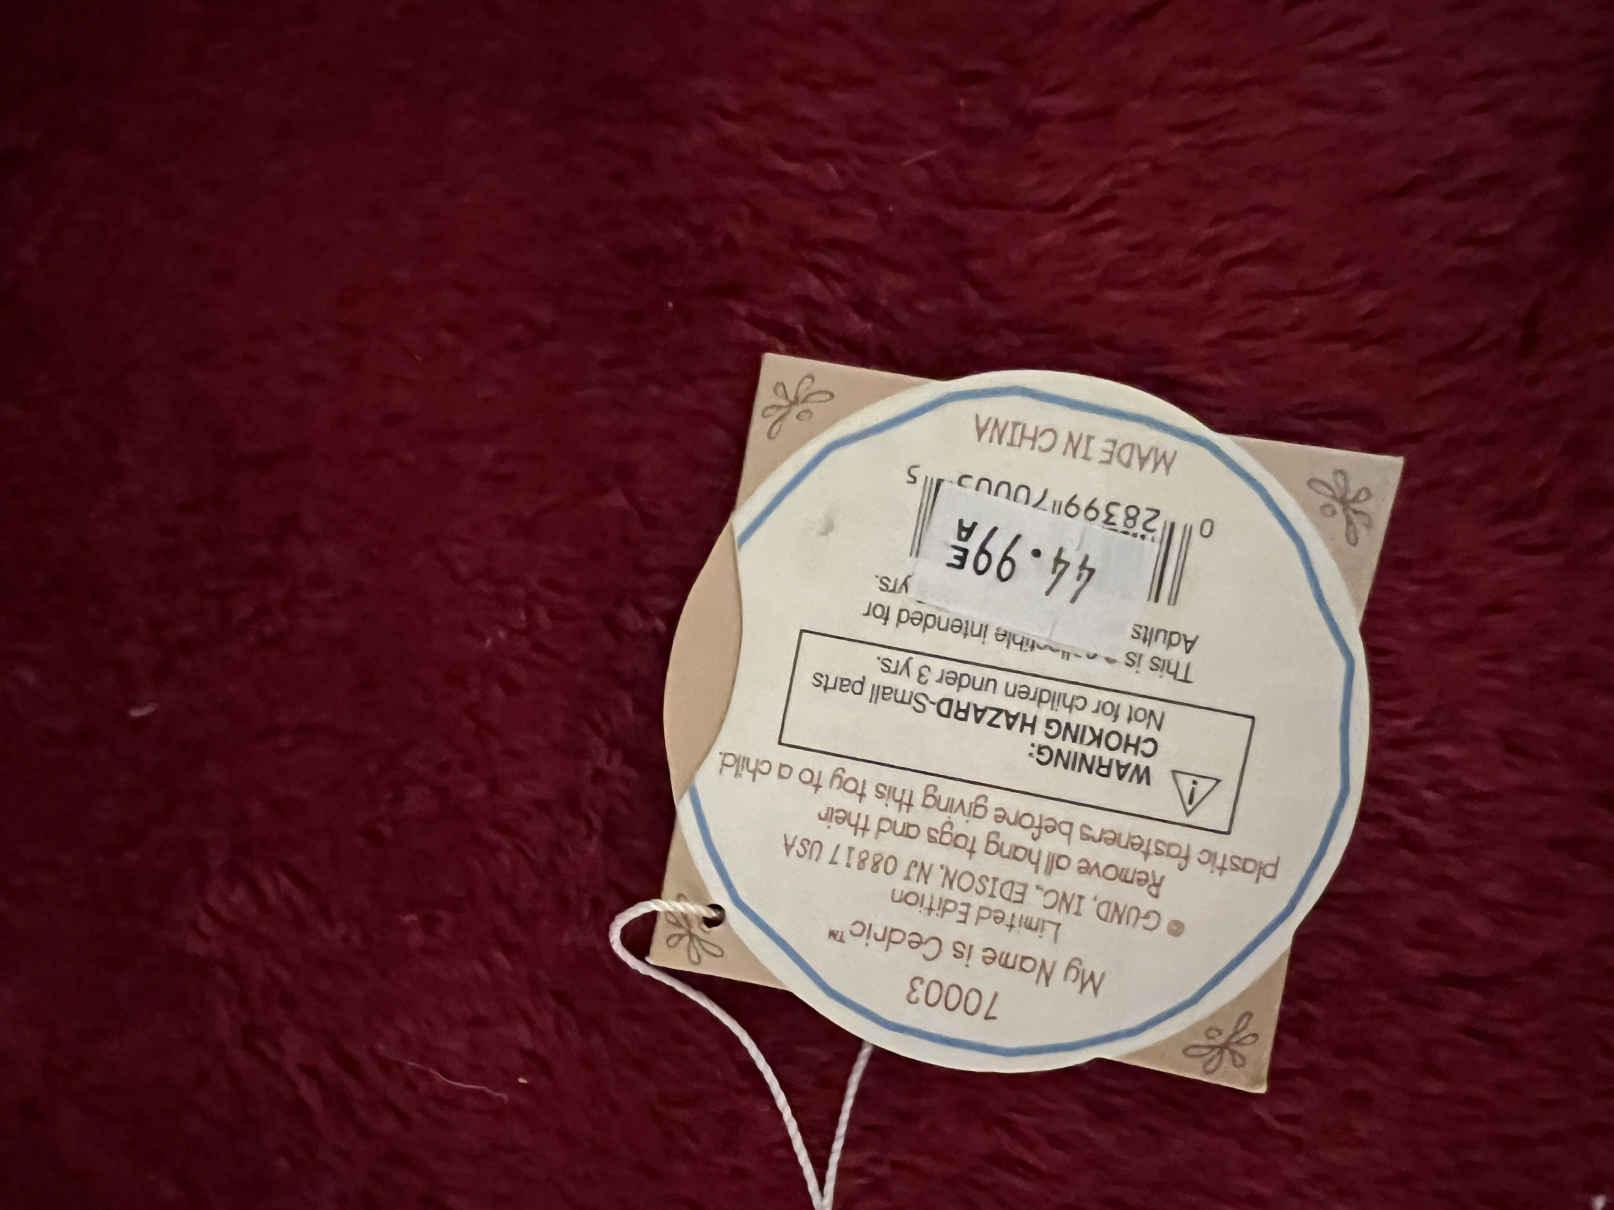 70003
My Name is Cedric™
Limited Edition
© GUND, INC., EDISON, NJ 08817 USA
Remove all hang tags and their
plastic fasteners before giving this toy to a child.
WARNING:
CHOKING HAZARD-Small parts
Not for children under 3 yrs.
This is intended for
Adults yrs.
44.99E
A
0 28399 70003 5
MADE IN CHINA